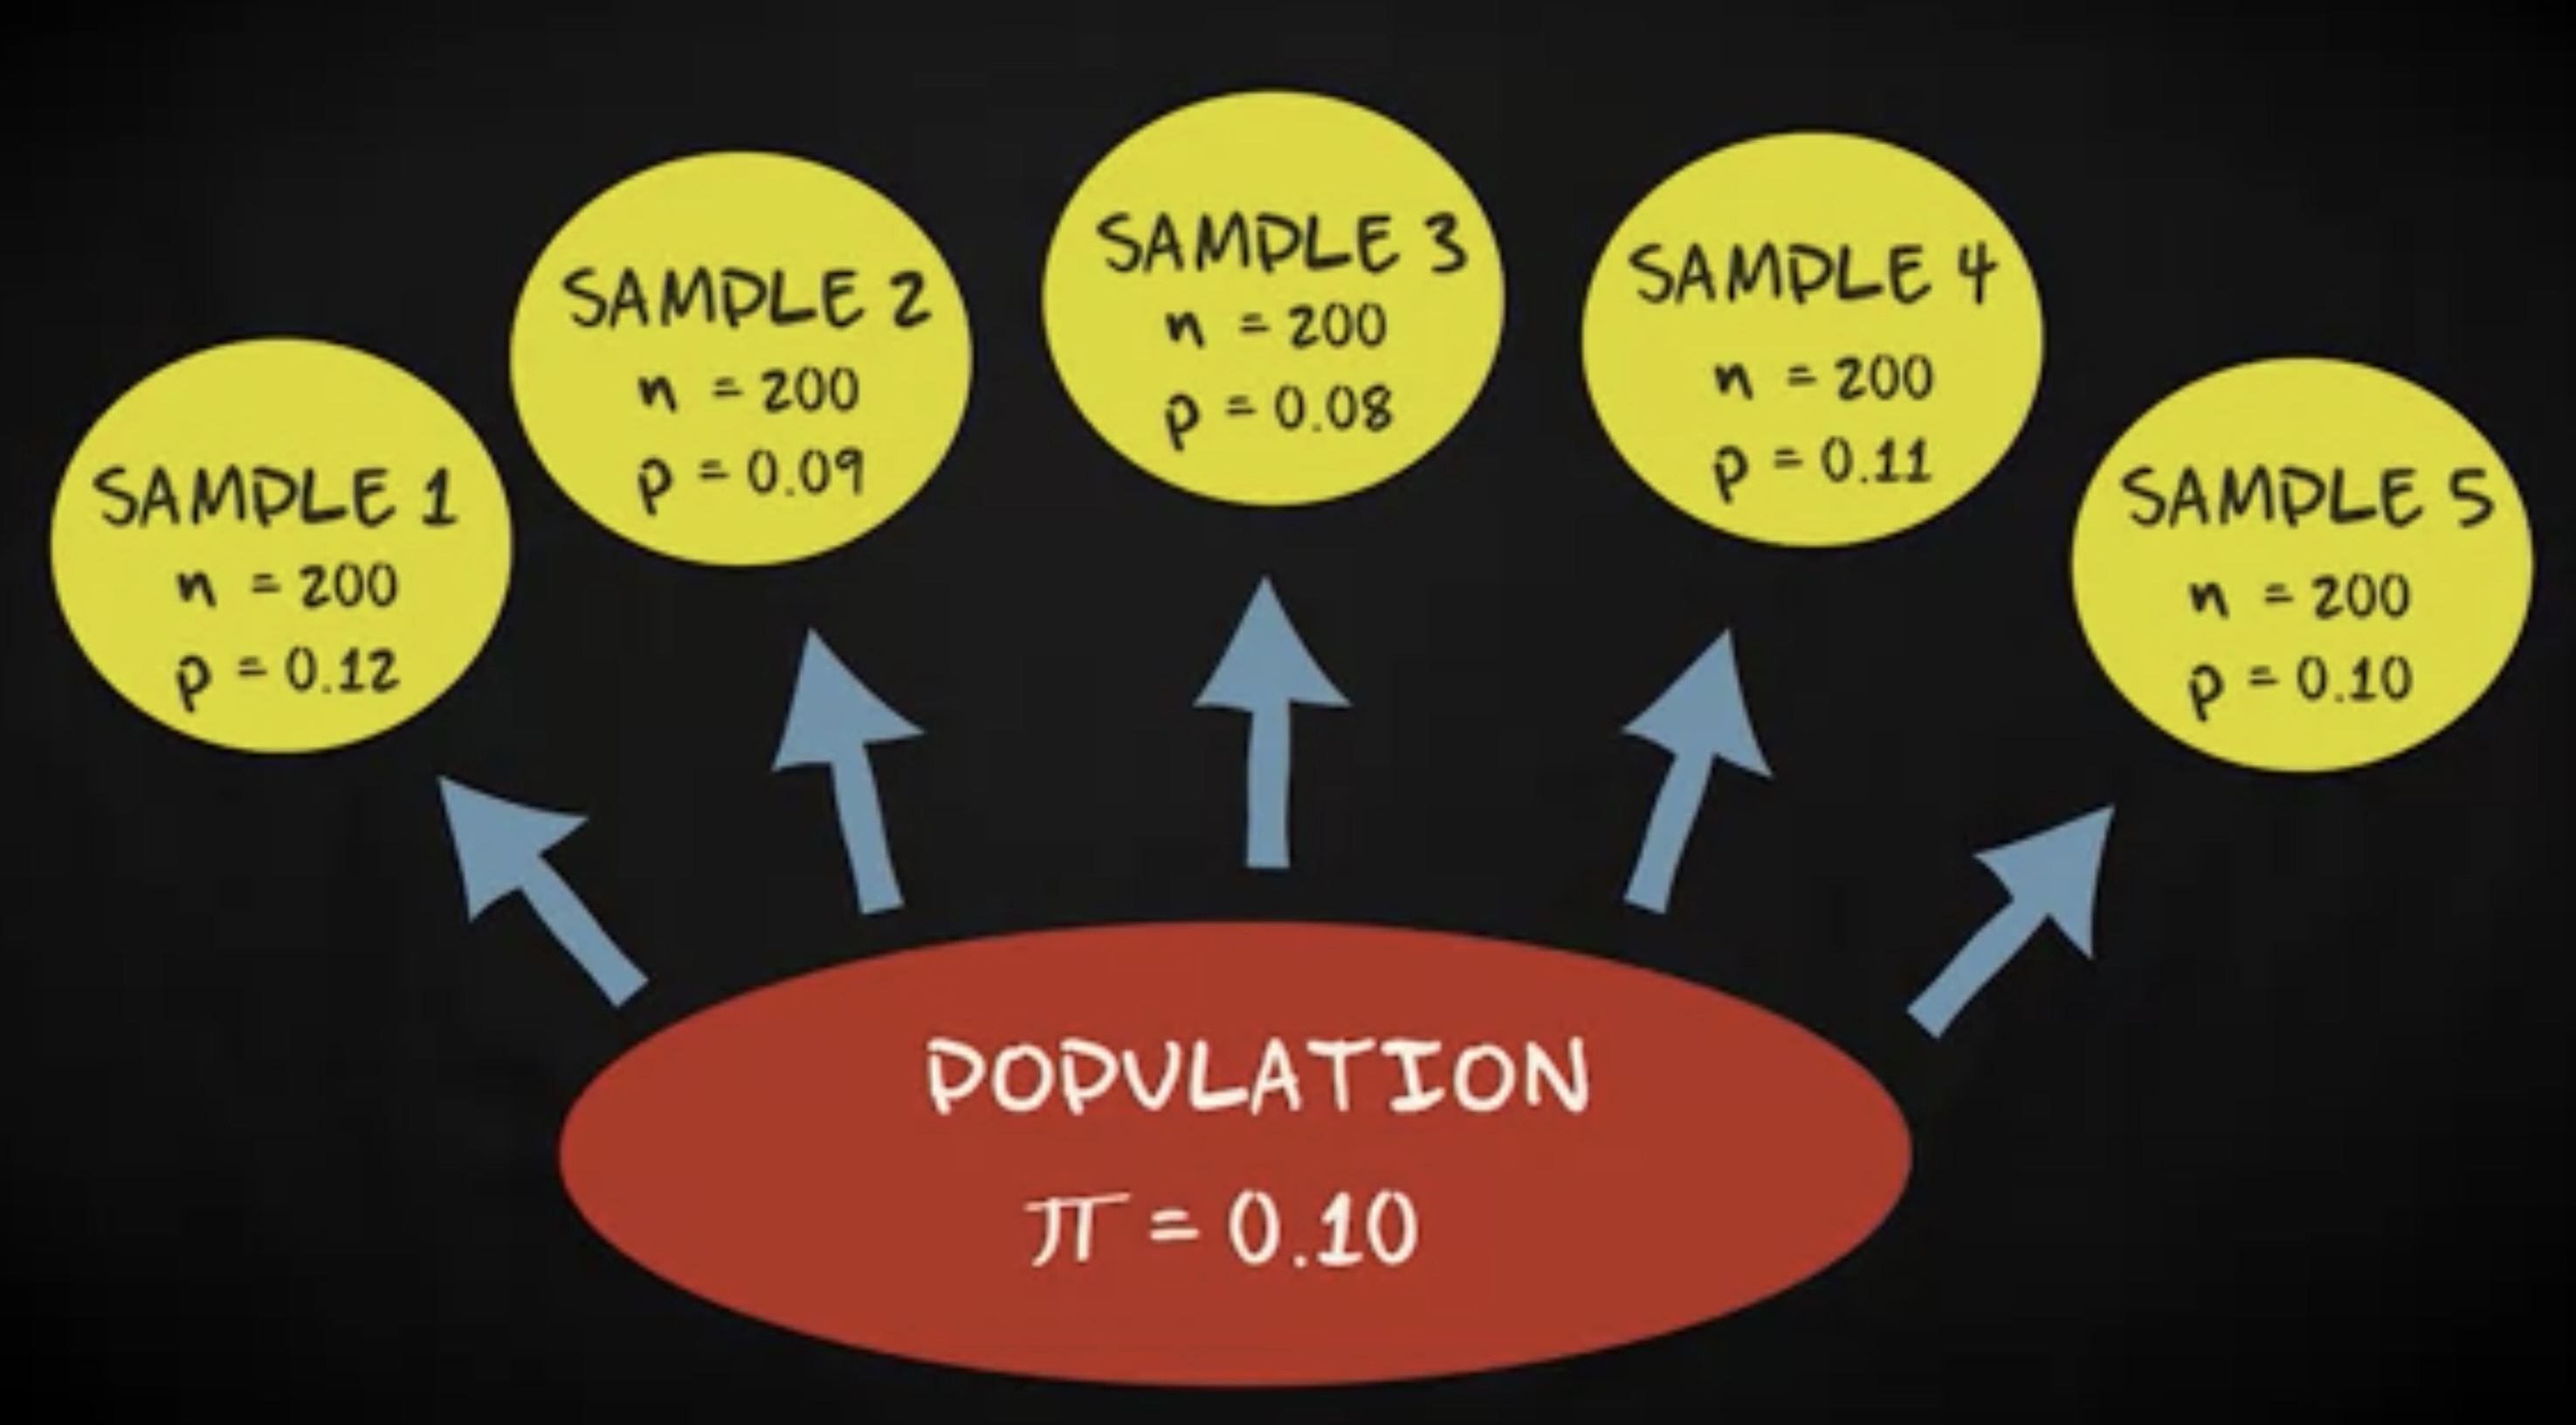 SAMPLE 1
n = 200
p = 0.12
SAMPLE 2
n = 200
p = 0.09
SAMPLE 3
n = 200
p = 0.08
SAMPLE 4
n = 200
p = 0.11
SAMPLE 5
n = 200
p = 0.10
POPULATION
π = 0.10